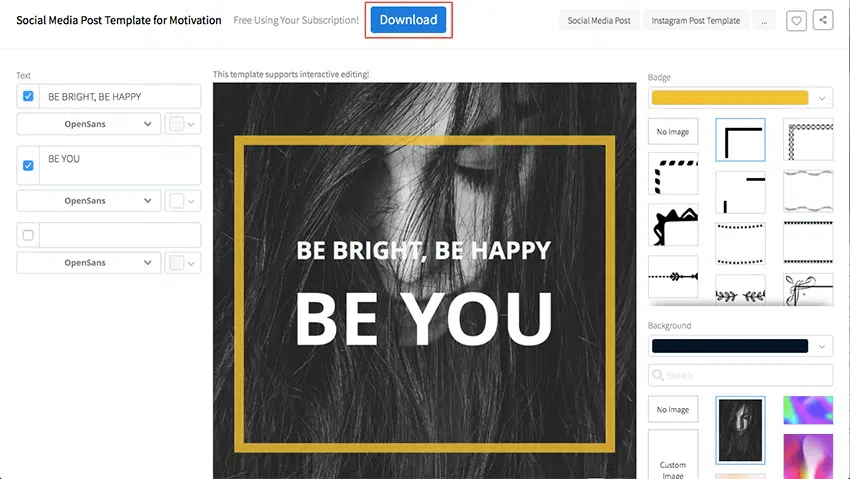 Social Media Post Template for Motivation
Free Using Your Subscription!
Download
Social Media Post
Instagram Post Template
...
Text
This template supports interactive editing!
Badge
BE BRIGHT, BE HAPPY
OpenSans
BE YOU
OpenSans
OpenSans
BE BRIGHT, BE HAPPY
BE YOU
No Image
Background
Search
No Image
Custom
Image